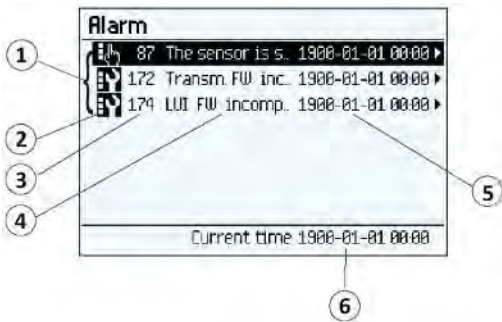 Alarm
87 The sensor is s.. 1900-01-01 00:00
172 Transm. FW inc.. 1900-01-01 00:00
174 LUI FW incomp.. 1900-01-01 00:00
Current time 1900-01-01 00:00
1
2
3
4
5
6